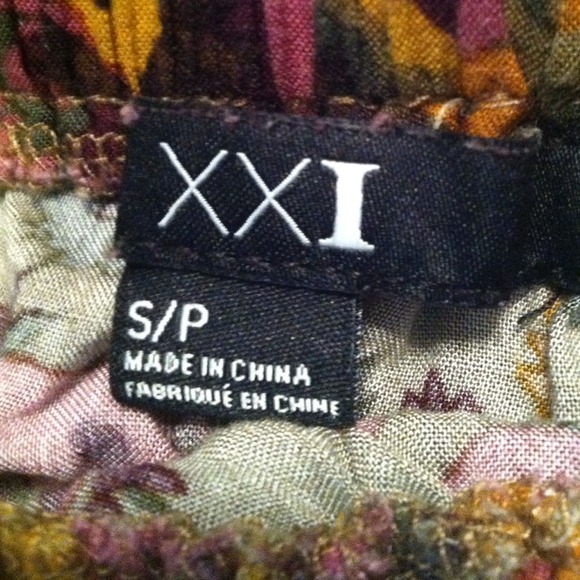 XXI
S/P
MADE IN CHINA
FABRIQUÉ EN CHINE